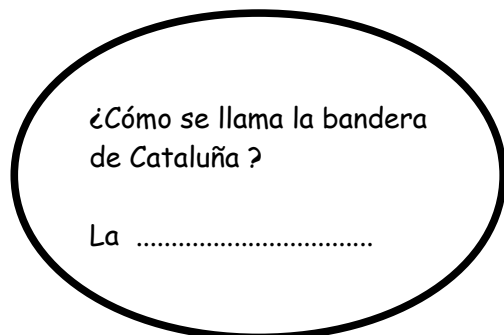 ¿Cómo se llama la bandera
de Cataluña ?
La ..................................